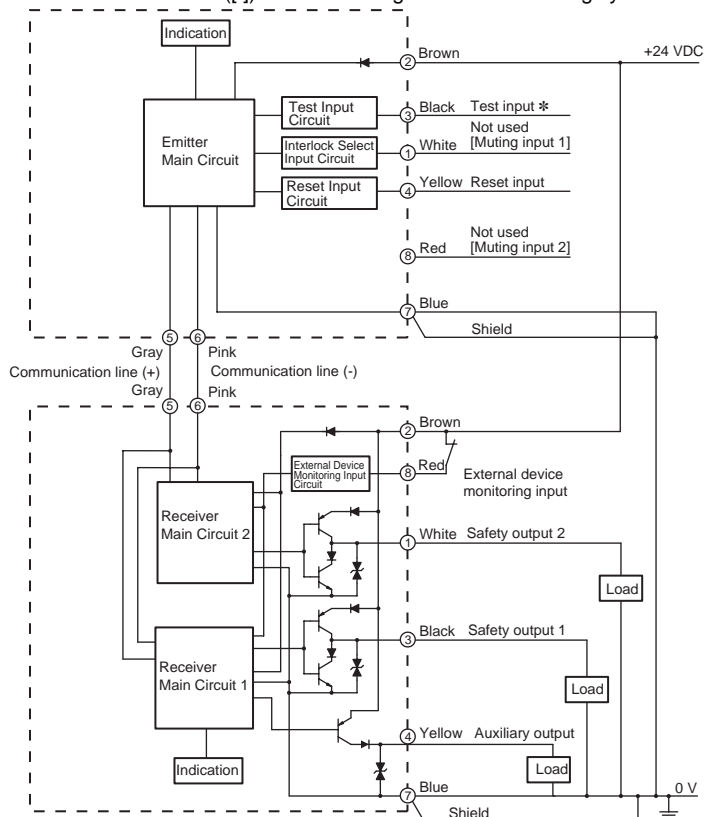 Indication
② Brown
+24 VDC
Emitter
Main Circuit
Test Input
Circuit
③ Black Test input *
Interlock Select
Input Circuit
① White Not used
[Muting input 1]
Reset Input
Circuit
④ Yellow Reset input
⑧ Red Not used
[Muting input 2]
⑦ Blue
Shield
⑤ ⑥
Gray Pink
Communication line (+) Communication line (-)
Gray Pink
⑤ ⑥
② Brown
External Device
Monitoring Input
Circuit
⑧ Red
External device
monitoring input
Receiver
Main Circuit 2
① White Safety output 2
Load
③ Black Safety output 1
Receiver
Main Circuit 1
Load
④ Yellow Auxiliary output
Indication
Load
⑦ Blue
0 V
Shield